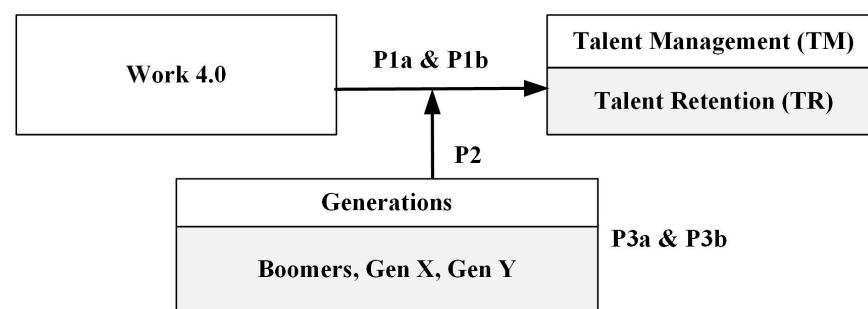 Work 4.0
P1a & P1b
Talent Management (TM)
Talent Retention (TR)
P2
Generations
Boomers, Gen X, Gen Y
P3a & P3b